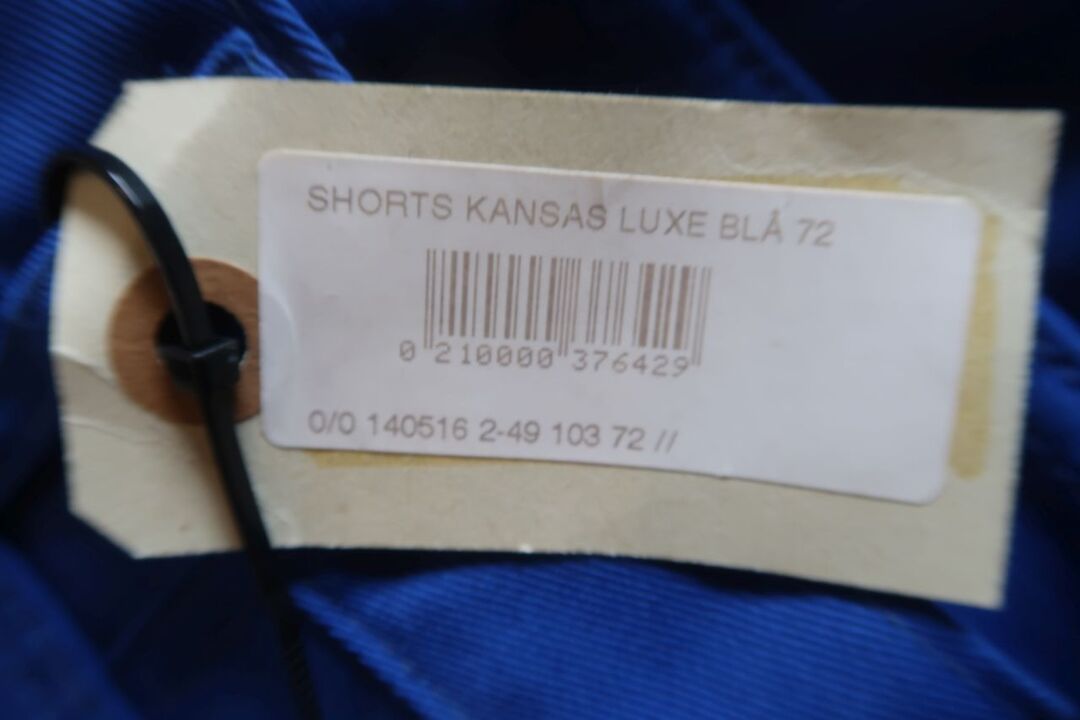 SHORTS KANSAS LUXE BLÅ 72
0 210000 376429
0/0 140516 2-49 103 72 //